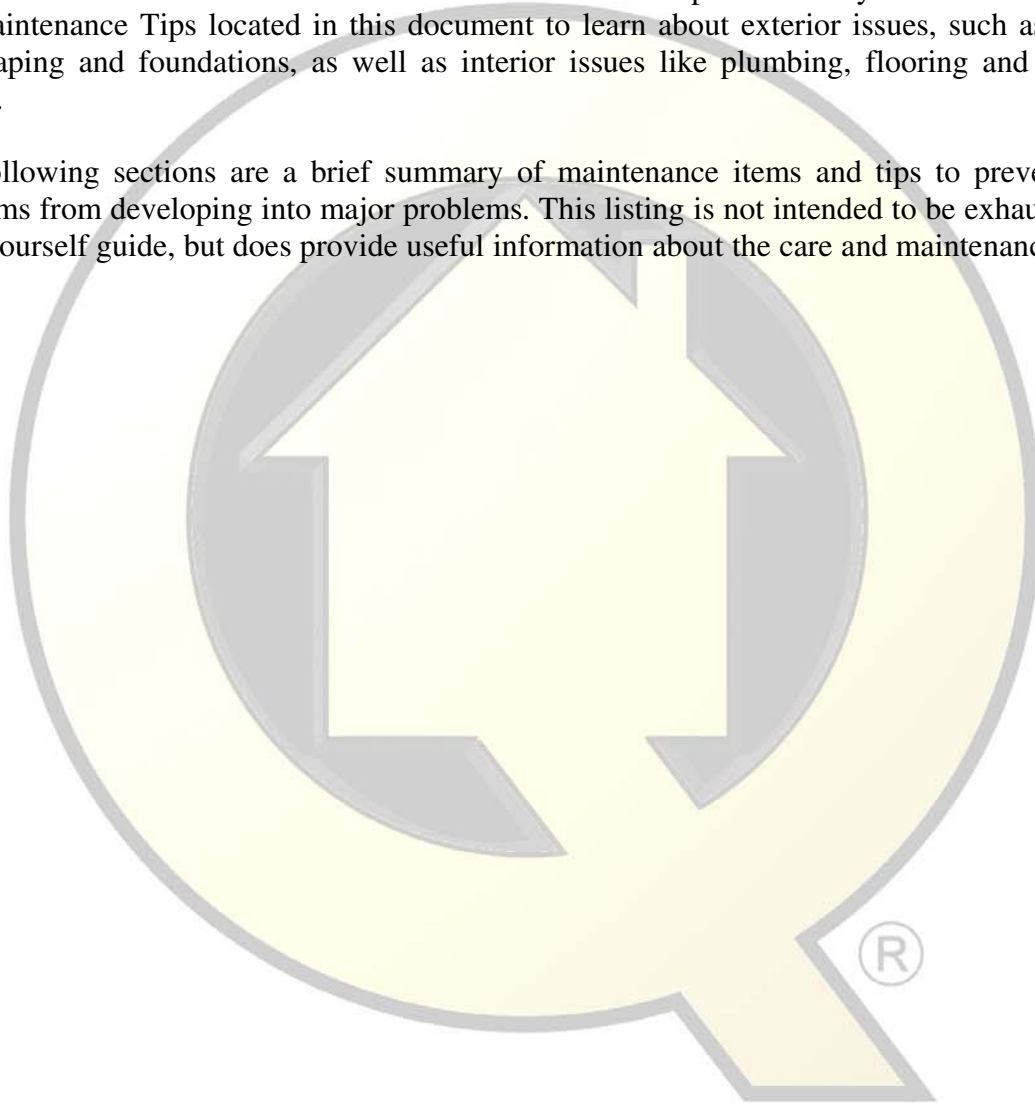 aintenance Tips located in this document to learn about exterior issues, such as
aping and foundations, as well as interior issues like plumbing, flooring and
.
ollowing sections are a brief summary of maintenance items and tips to preve
ms from developing into major problems. This listing is not intended to be exhau
ourself guide, but does provide useful information about the care and maintenanc
Q
®